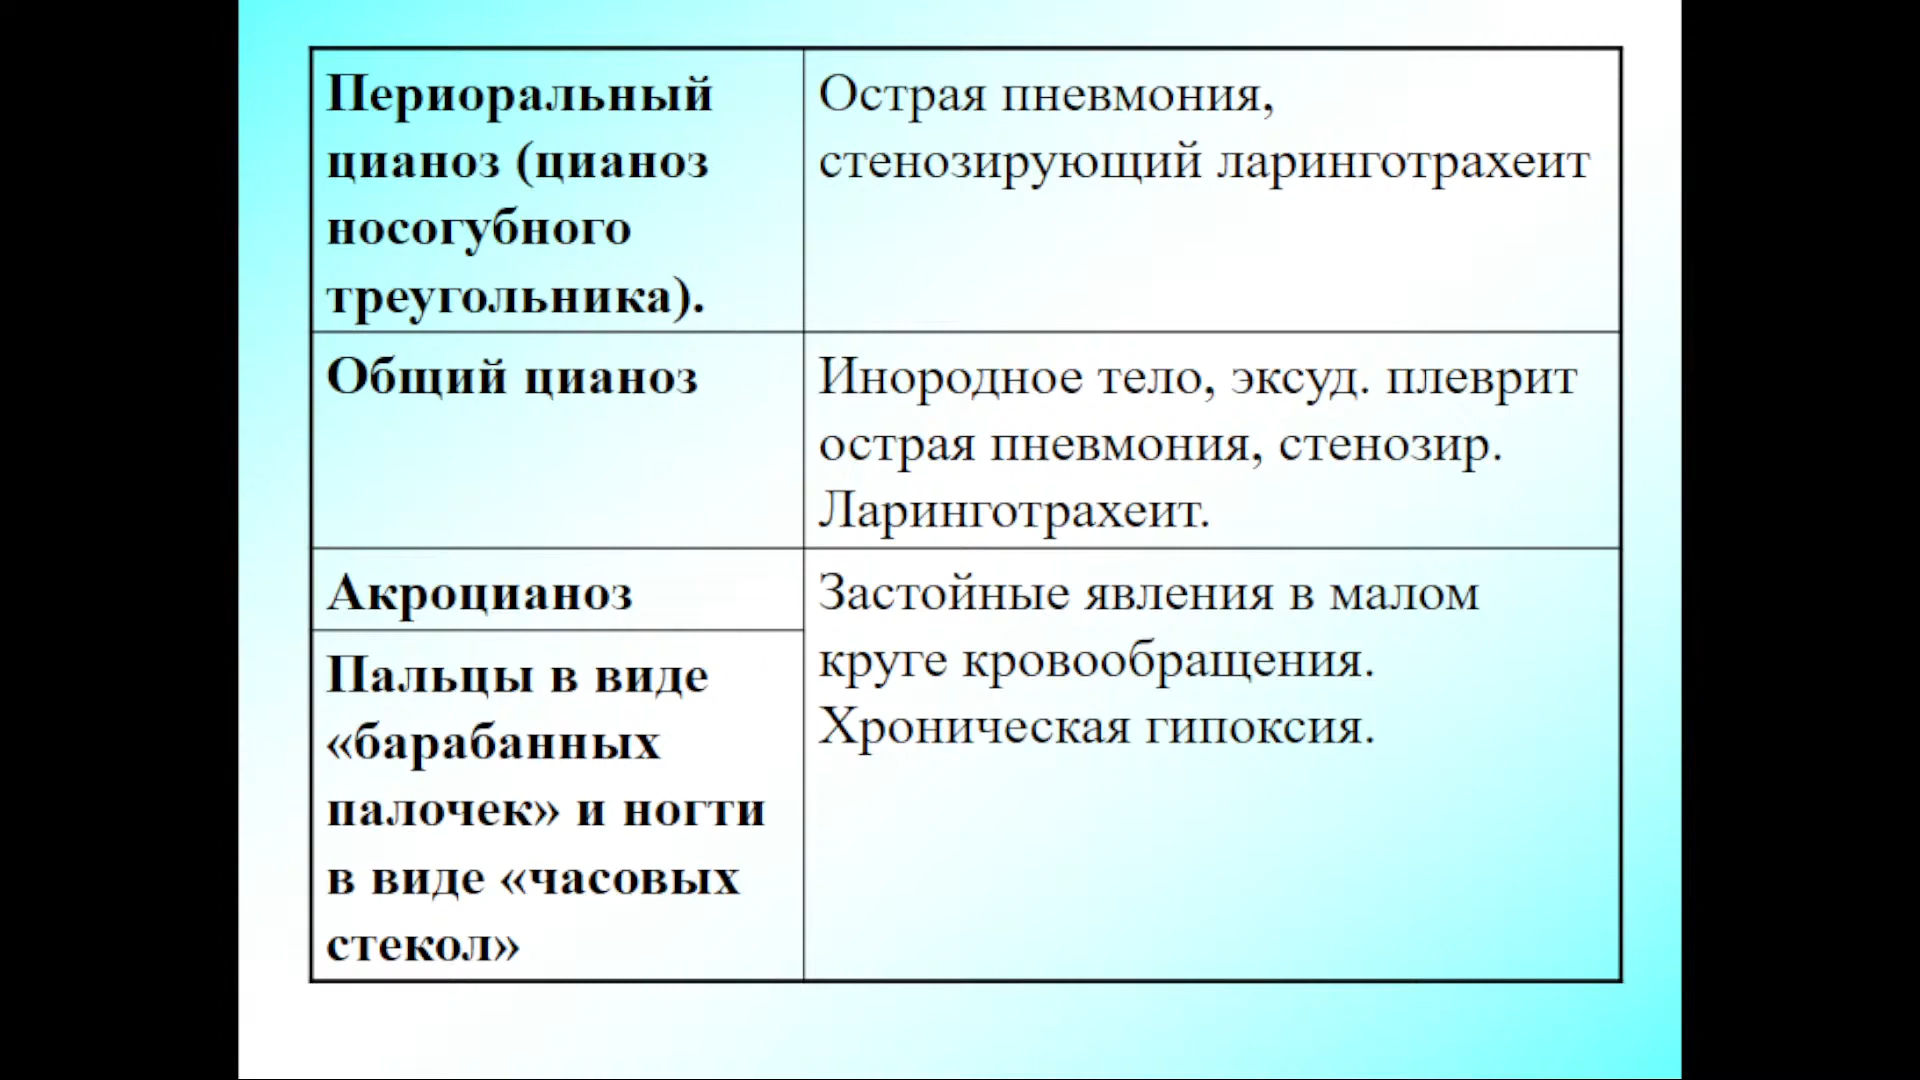 Периоральный
цианоз (цианоз
носогубного
треугольника).
Острая пневмония,
стенозирующий ларинготрахеит
Общий цианоз
Инородное тело, эксуд. плеврит
острая пневмония, стенозир.
Ларинготрахеит.
Акроцианоз
Пальцы в виде
«барабанных
палочек» и ногти
в виде «часовых
стекол»
Застойные явления в малом
круге кровообращения.
Хроническая гипоксия.